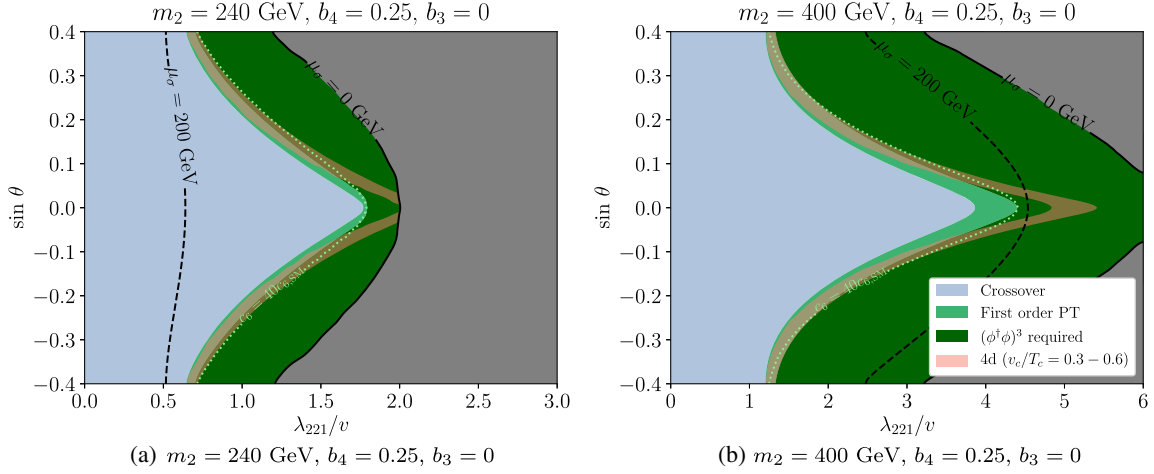 m₂ = 240 GeV, b₄ = 0.25, b₃ = 0
0.4
0.3
0.2
0.1
0.0
−0.1
−0.2
−0.3
−0.4
sin θ
μσ = 200 GeV
μσ = 0 GeV
c₆ = 40c₆,SM
0.0 0.5 1.0 1.5 2.0 2.5 3.0
λ₂₂₁/v
(a) m₂ = 240 GeV, b₄ = 0.25, b₃ = 0
m₂ = 400 GeV, b₄ = 0.25, b₃ = 0
0.4
0.3
0.2
0.1
0.0
−0.1
−0.2
−0.3
−0.4
sin θ
μσ = 200 GeV
μσ = 0 GeV
c₆ = 40c₆,SM
Crossover
First order PT
(ϕ†ϕ)³ required
4d (v_c/T_c = 0.3 − 0.6)
0 1 2 3 4 5 6
λ₂₂₁/v
(b) m₂ = 400 GeV, b₄ = 0.25, b₃ = 0